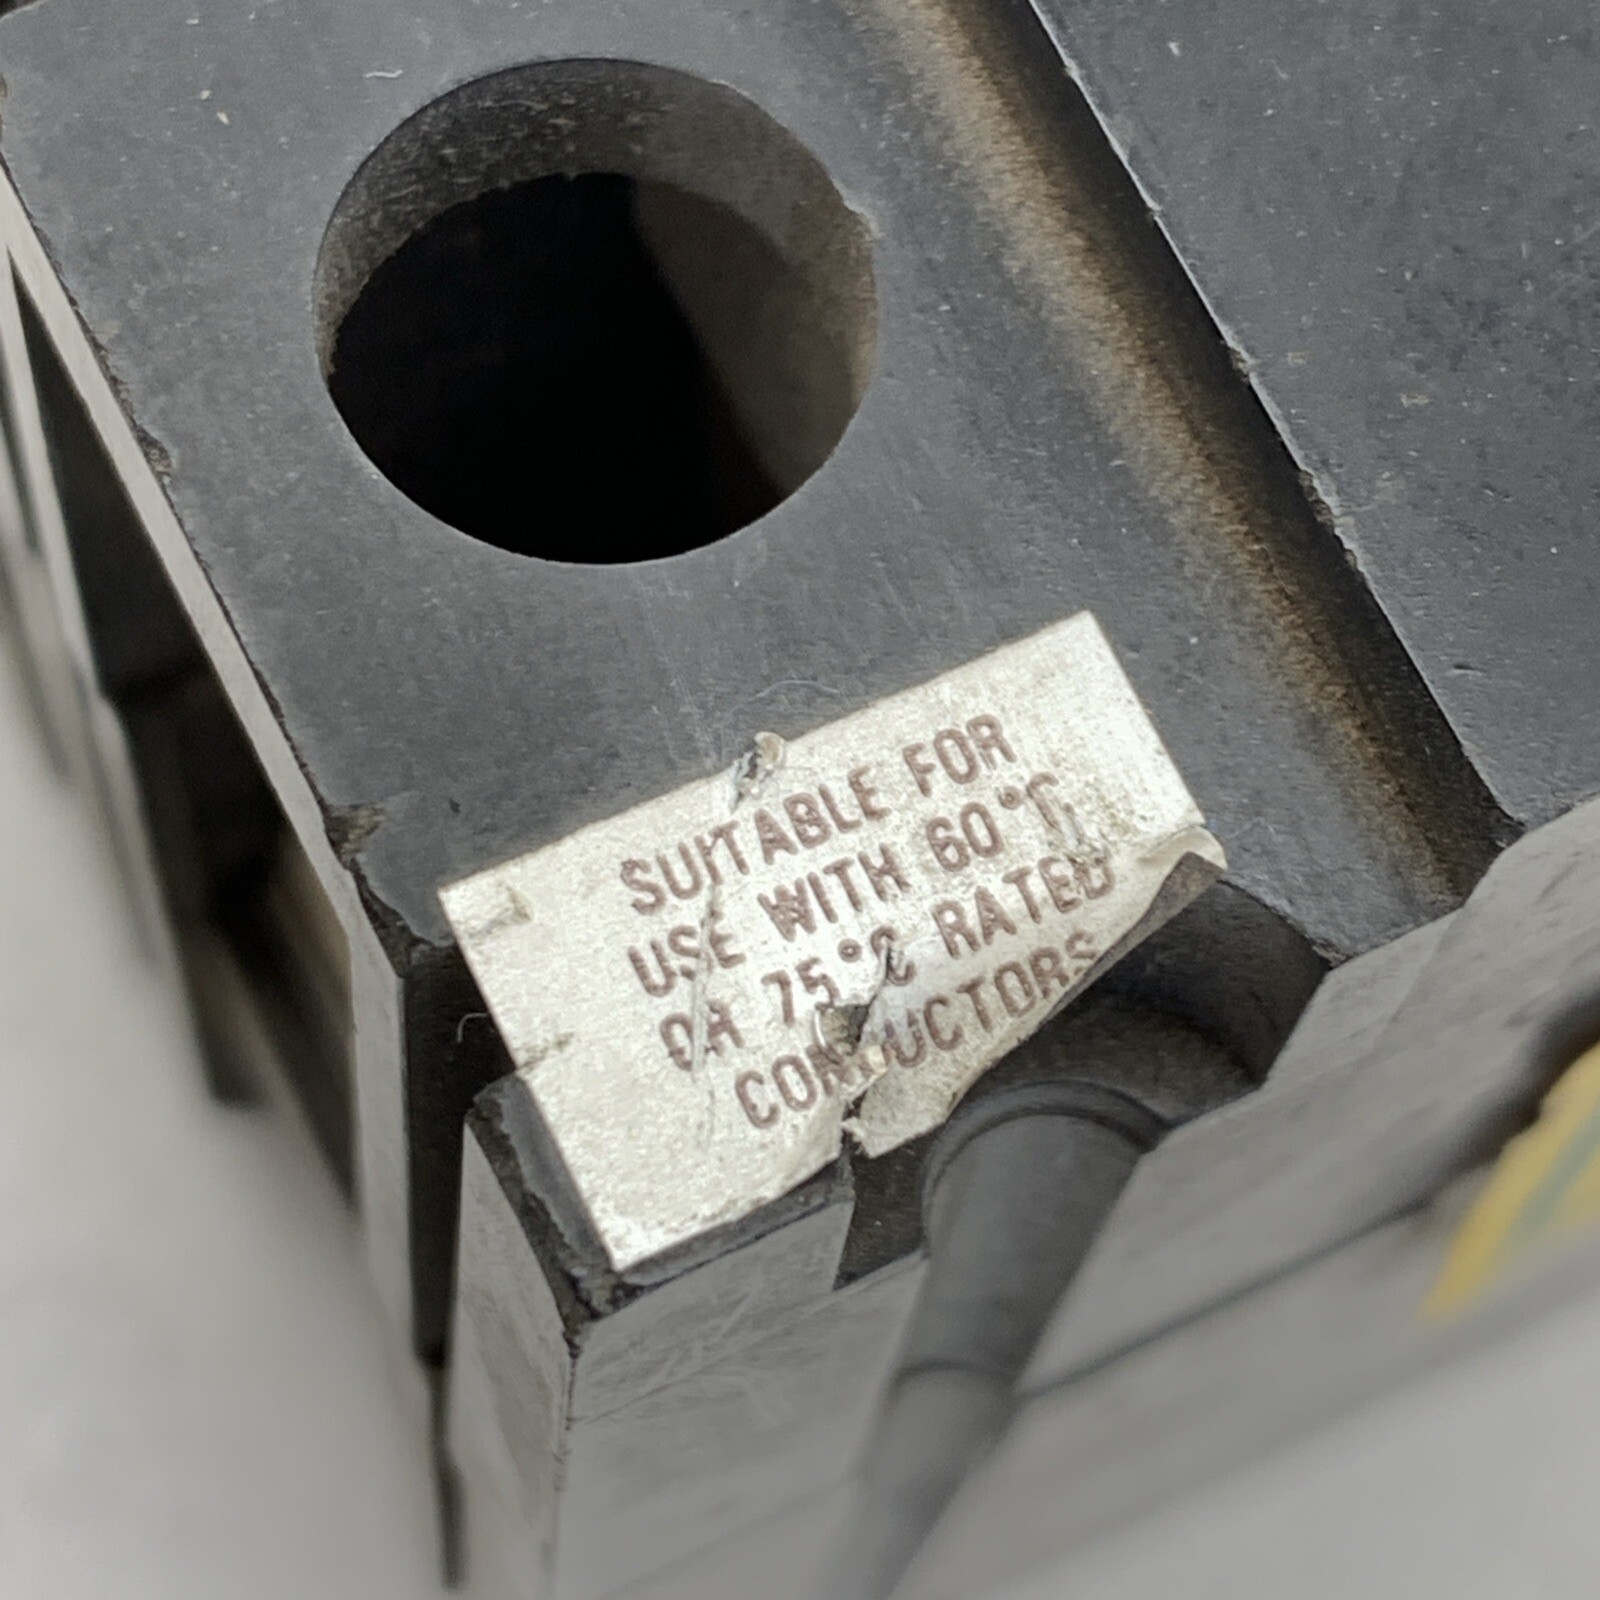 SUITABLE FOR
USE WITH 60°C
OR 75°C RATED
CONDUCTORS